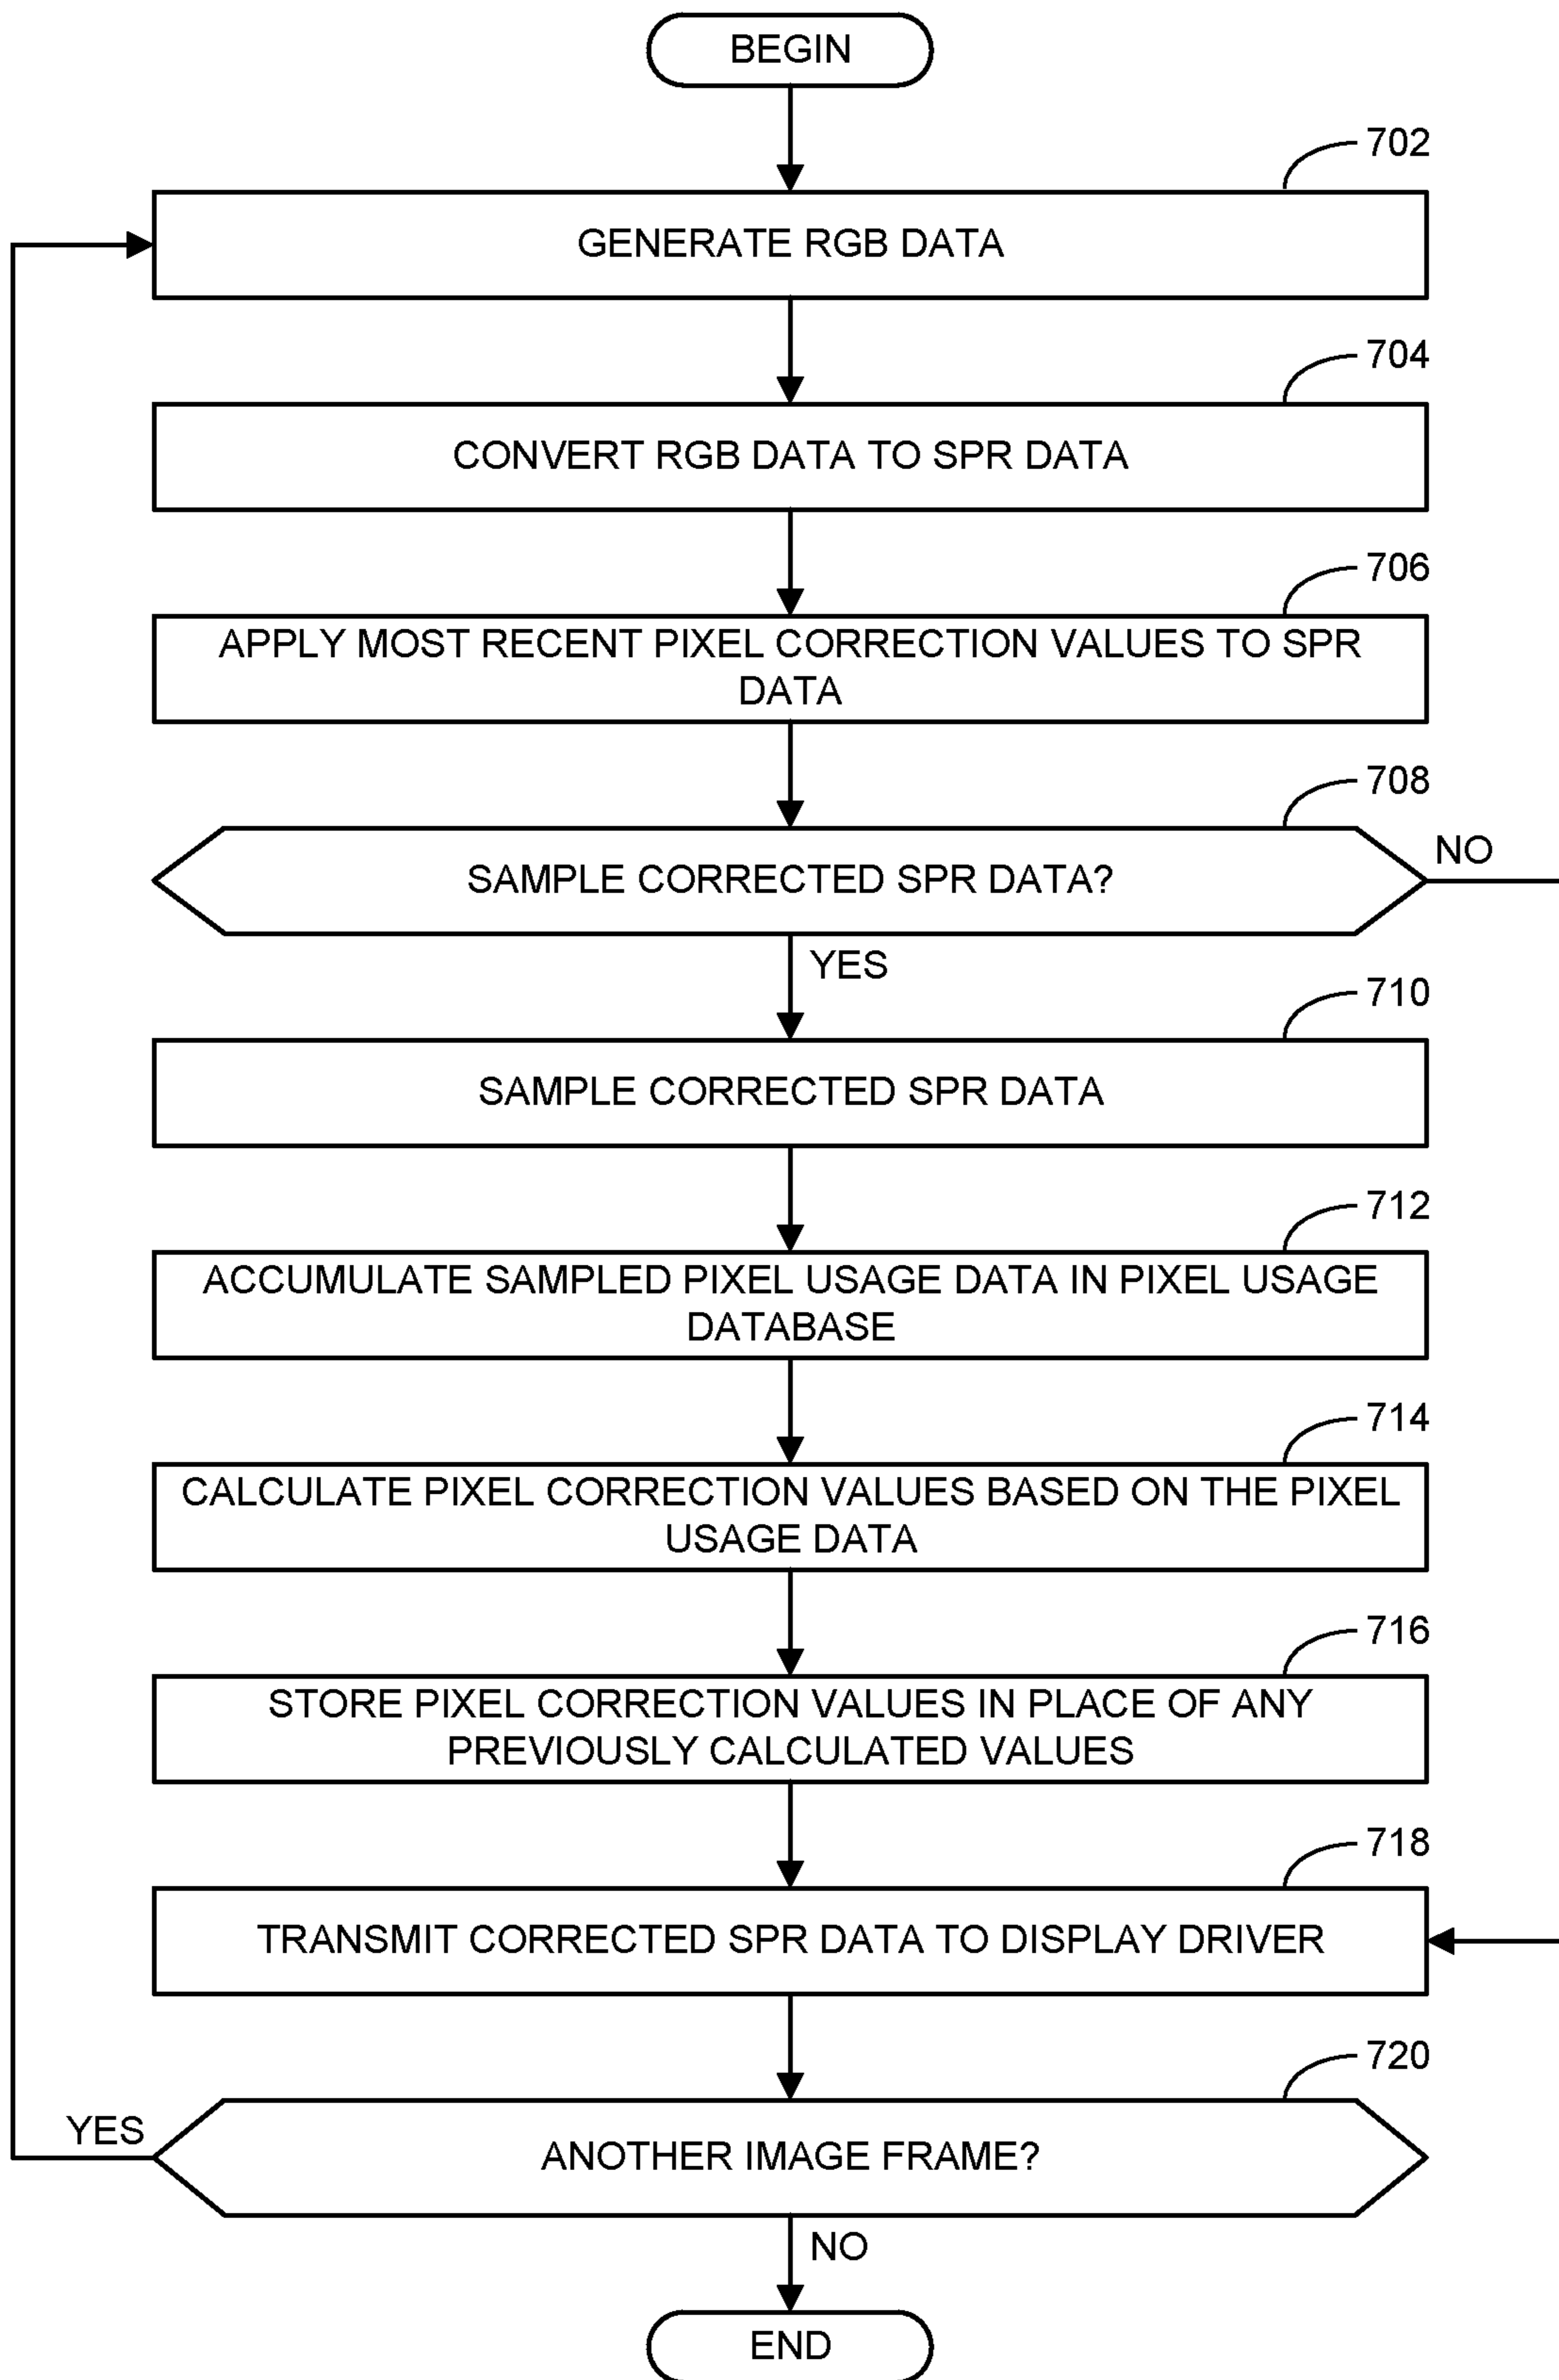 BEGIN
702
GENERATE RGB DATA
704
CONVERT RGB DATA TO SPR DATA
706
APPLY MOST RECENT PIXEL CORRECTION VALUES TO SPR
DATA
708
SAMPLE CORRECTED SPR DATA?
NO
YES
710
SAMPLE CORRECTED SPR DATA
712
ACCUMULATE SAMPLED PIXEL USAGE DATA IN PIXEL USAGE
DATABASE
714
CALCULATE PIXEL CORRECTION VALUES BASED ON THE PIXEL
USAGE DATA
716
STORE PIXEL CORRECTION VALUES IN PLACE OF ANY
PREVIOUSLY CALCULATED VALUES
718
TRANSMIT CORRECTED SPR DATA TO DISPLAY DRIVER
720
YES
ANOTHER IMAGE FRAME?
NO
END